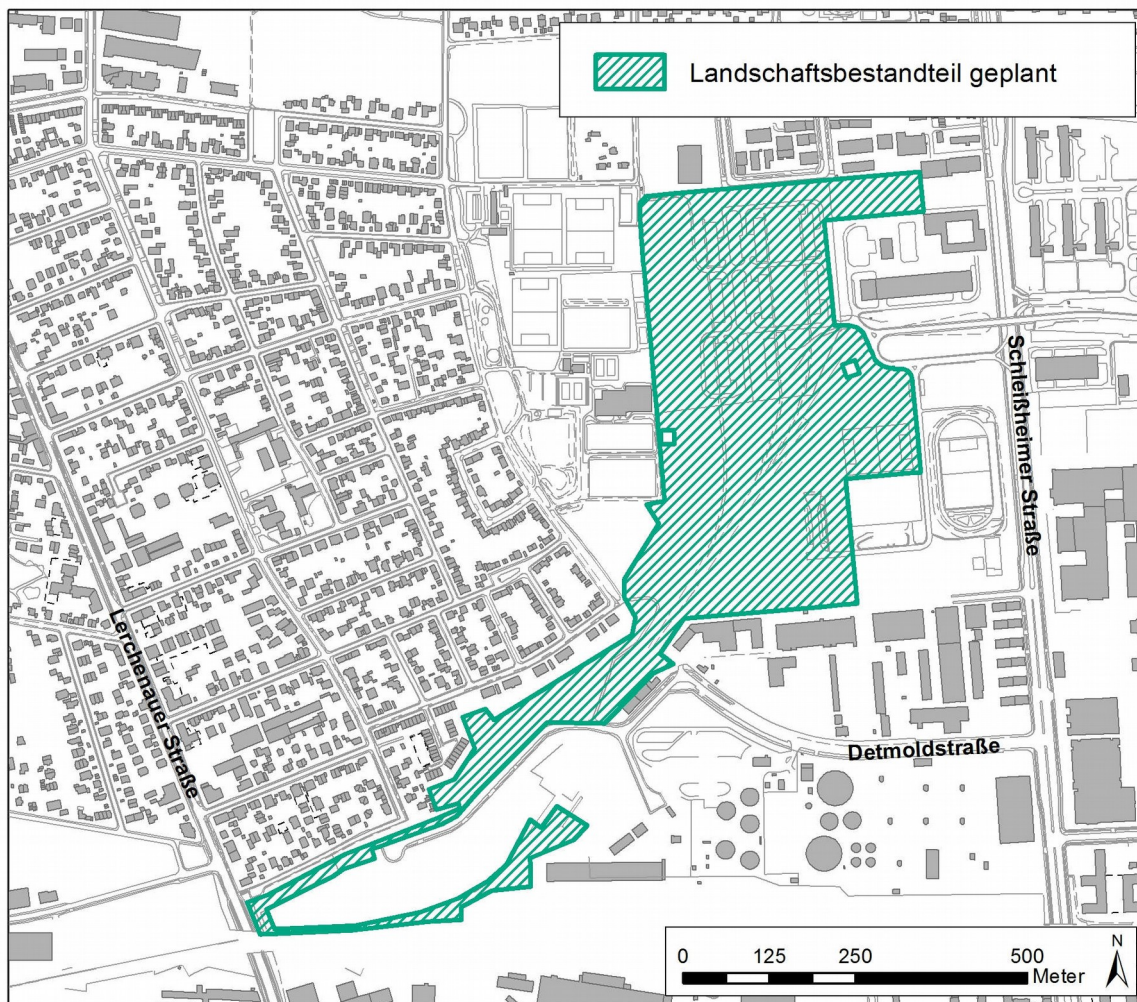 Landschaftsbestandteil geplant
Schleißheimer Straße
Lerchenauer Straße
Detmoldstraße
0 125 250 500
Meter
N